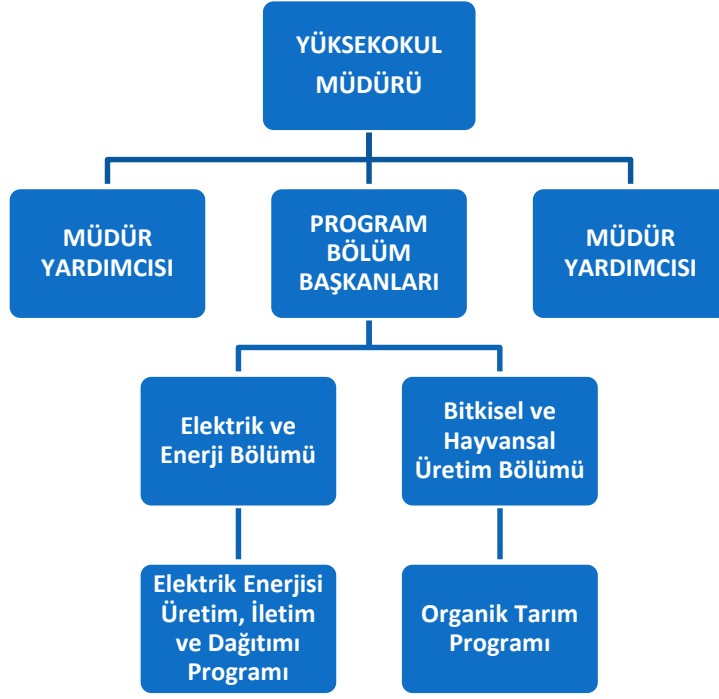 YÜKSEKOKUL
MÜDÜRÜ
MÜDÜR
YARDIMCISI
PROGRAM
BÖLÜM
BAŞKANLARI
MÜDÜR
YARDIMCISI
Elektrik ve
Enerji Bölümü
Bitkisel ve
Hayvansal
Üretim Bölümü
Elektrik Enerjisi
Üretim, İletim
ve Dağıtımı
Programı
Organik Tarım
Programı